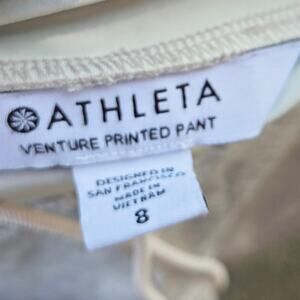 ATHLETA
VENTURE PRINTED PANT
DESIGNED IN
SAN FRANCISCO
MADE IN
VIETNAM
8